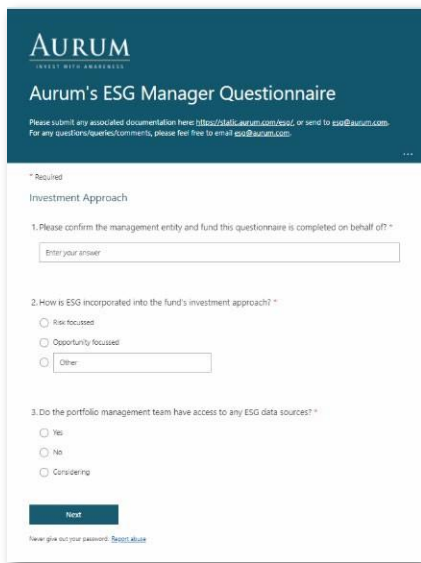 AURUM
INVEST WITH AWARENESS
Aurum's ESG Manager Questionnaire
Please submit any associated documentation here: https://static.aurum.com/esg/, or send to esg@aurum.com.
For any questions/queries/comments, please feel free to email esg@aurum.com.
...
* Required
Investment Approach
1. Please confirm the management entity and fund this questionnaire is completed on behalf of? *
Enter your answer
2. How is ESG incorporated into the fund's investment approach? *
Risk focussed
Opportunity focussed
Other
3. Do the portfolio management team have access to any ESG data sources? *
Yes
No
Considering
Next
Never give out your password. Report abuse